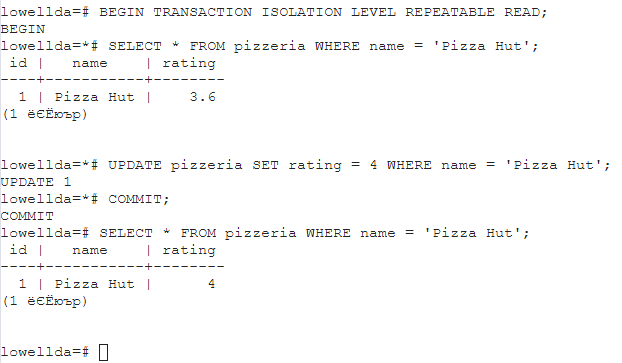 lowellda=# BEGIN TRANSACTION ISOLATION LEVEL REPEATABLE READ;
BEGIN
lowellda=*# SELECT * FROM pizzeria WHERE name = 'Pizza Hut';
 id |   name    | rating
----+-----------+--------
  1 | Pizza Hut |    3.6
(1 ёЄЁюър)
lowellda=*# UPDATE pizzeria SET rating = 4 WHERE name = 'Pizza Hut';
UPDATE 1
lowellda=*# COMMIT;
COMMIT
lowellda=# SELECT * FROM pizzeria WHERE name = 'Pizza Hut';
 id |   name    | rating
----+-----------+--------
  1 | Pizza Hut |      4
(1 ёЄЁюър)
lowellda=#